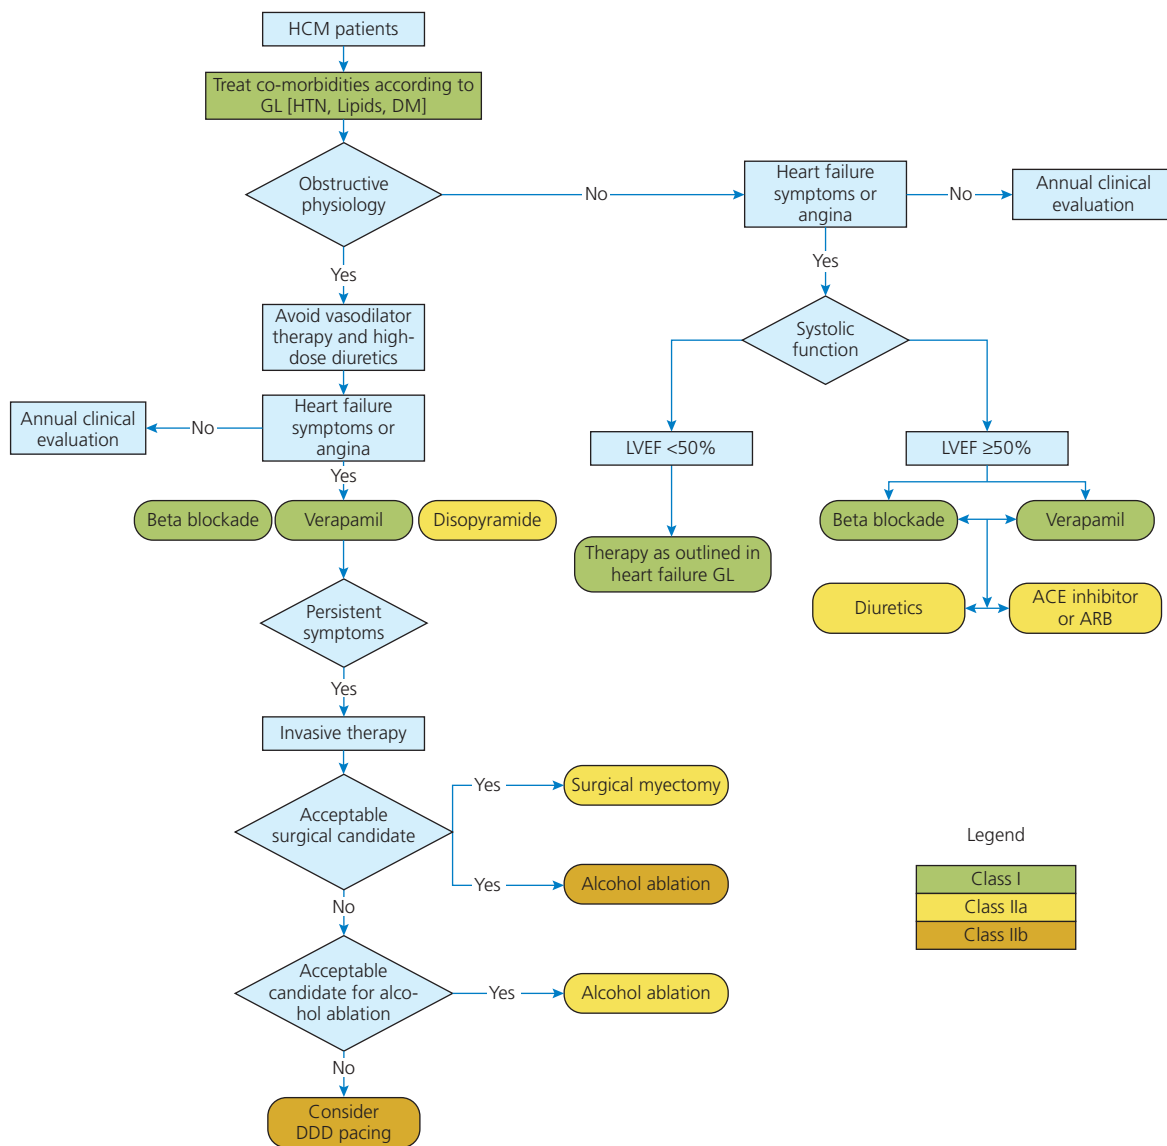 HCM patients
Treat co-morbidities according to
GL [HTN, Lipids, DM]
Obstructive
physiology
No
Heart failure
symptoms or
angina
No
Annual clinical
evaluation
Yes
Yes
Avoid vasodilator
therapy and high-
dose diuretics
Systolic
function
Annual clinical
evaluation
No
Heart failure
symptoms or
angina
LVEF <50%
LVEF ≥50%
Yes
Beta blockade
Verapamil
Disopyramide
Therapy as outlined in
heart failure GL
Beta blockade
Verapamil
Diuretics
ACE inhibitor
or ARB
Persistent
symptoms
Yes
Invasive therapy
Acceptable
surgical candidate
Yes
Surgical myectomy
Yes
Alcohol ablation
No
Acceptable
candidate for alco-
hol ablation
Yes
Alcohol ablation
No
Consider
DDD pacing
Legend
Class I
Class IIa
Class IIb